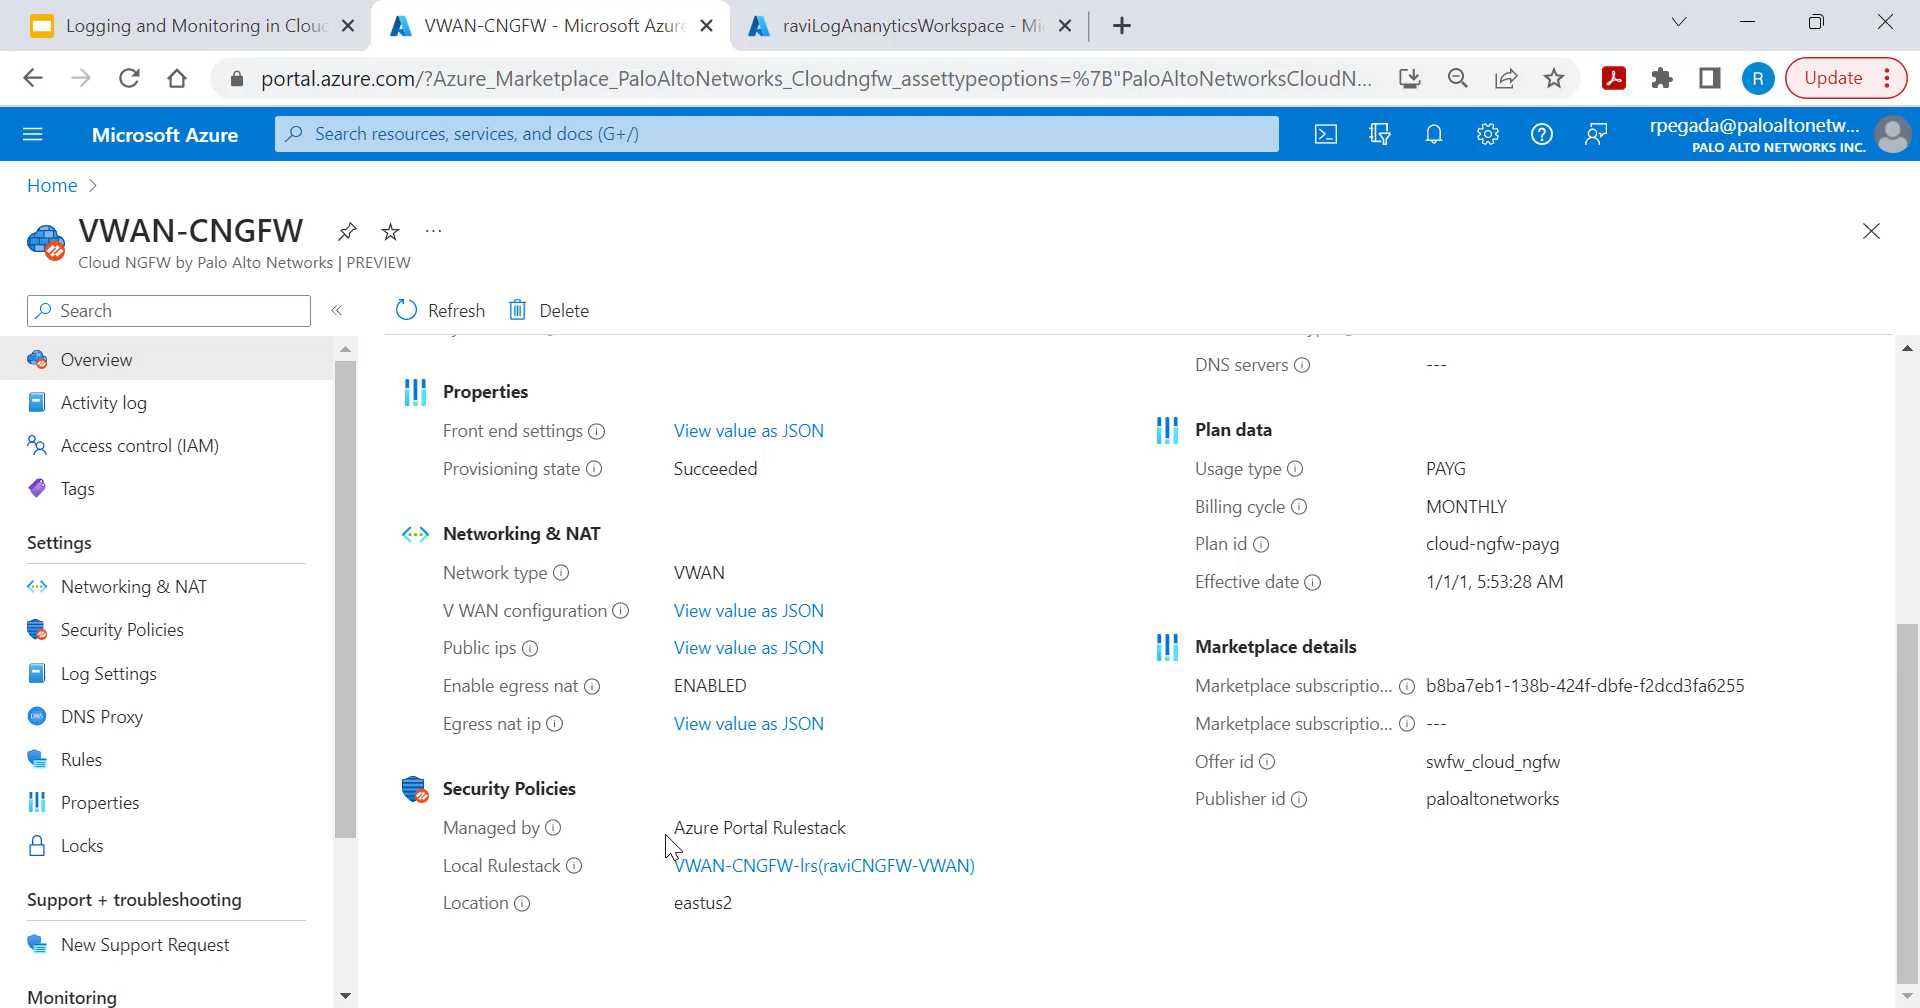 Logging and Monitoring in Clou
VWAN-CNGFW - Microsoft Azure
raviLogAnanyticsWorkspace - Mi
portal.azure.com/?Azure_Marketplace_PaloAltoNetworks_Cloudngfw_assettypeoptions=%7B"PaloAltoNetworksCloudN...
R
Update
Microsoft Azure
Search resources, services, and docs (G+/)
rpegada@paloaltonetw...
PALO ALTO NETWORKS INC.
Home >
VWAN-CNGFW
Cloud NGFW by Palo Alto Networks | PREVIEW
Search
Refresh
Delete
Overview
Activity log
Access control (IAM)
Tags
Settings
Networking & NAT
Security Policies
Log Settings
DNS Proxy
Rules
Properties
Locks
Support + troubleshooting
New Support Request
Monitoring
Properties
Front end settings View value as JSON
Provisioning state Succeeded
Networking & NAT
Network type VWAN
V WAN configuration View value as JSON
Public ips View value as JSON
Enable egress nat ENABLED
Egress nat ip View value as JSON
Security Policies
Managed by Azure Portal Rulestack
Local Rulestack VWAN-CNGFW-lrs(raviCNGFW-VWAN)
Location eastus2
DNS servers ---
Plan data
Usage type PAYG
Billing cycle MONTHLY
Plan id cloud-ngfw-payg
Effective date 1/1/1, 5:53:28 AM
Marketplace details
Marketplace subscriptio... b8ba7eb1-138b-424f-dbfe-f2dcd3fa6255
Marketplace subscriptio... ---
Offer id swfw_cloud_ngfw
Publisher id paloaltonetworks